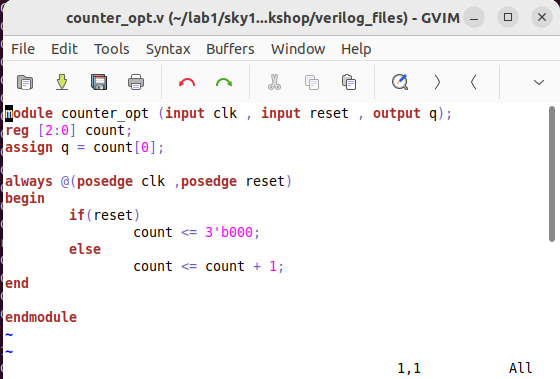 counter_opt.v (~/lab1/sky1...kshop/verilog_files) - GVIM
File Edit Tools Syntax Buffers Window Help
module counter_opt (input clk , input reset , output q);
reg [2:0] count;
assign q = count[0];
always @(posedge clk ,posedge reset)
begin
if(reset)
count <= 3'b000;
else
count <= count + 1;
end
endmodule
~
~
1,1 All